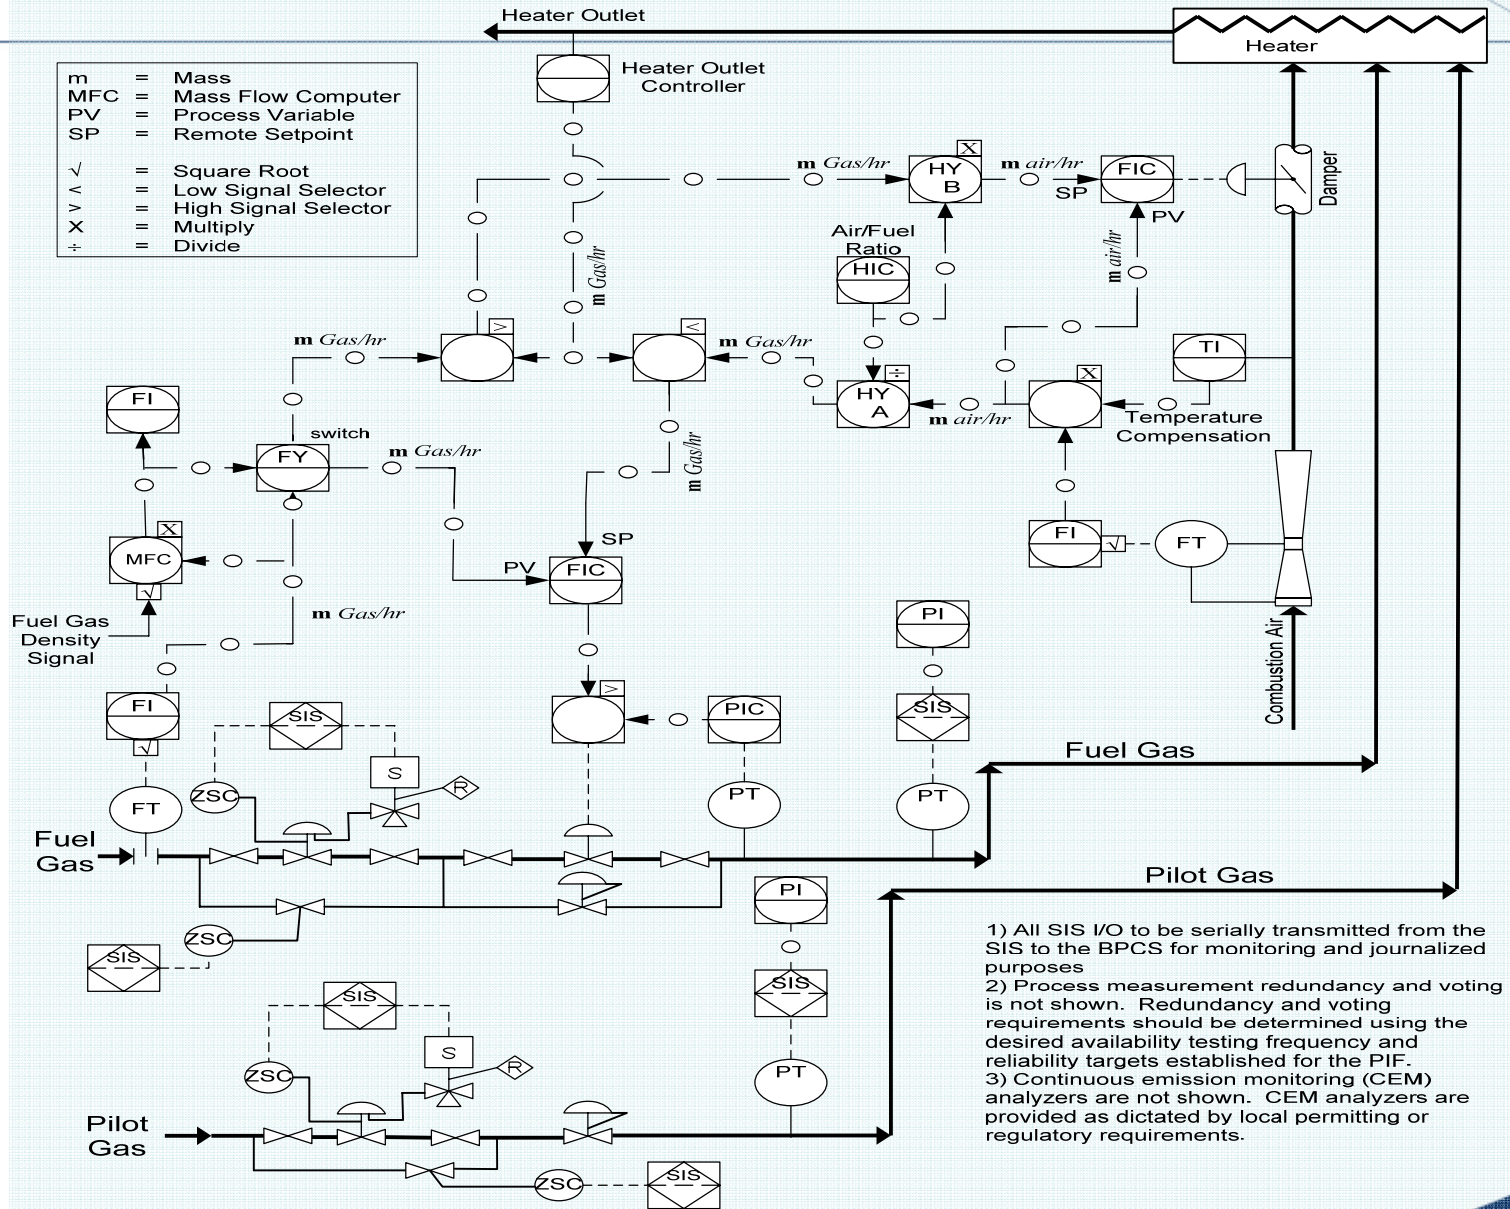 Heater Outlet
Heater
m = Mass
MFC = Mass Flow Computer
PV = Process Variable
SP = Remote Setpoint
√ = Square Root
< = Low Signal Selector
> = High Signal Selector
X = Multiply
÷ = Divide
Heater Outlet
Controller
m Gas/hr
X
HY
B
m air/hr
SP
FIC
PV
Damper
Air/Fuel
Ratio
HIC
m Gas/hr
m air/hr
m Gas/hr
>
<
m Gas/hr
÷
HY
A
m air/hr
X
TI
Temperature
Compensation
FI
switch
FY
m Gas/hr
m Gas/hr
X
MFC
√
Fuel Gas
Density
Signal
m Gas/hr
SP
PV
FIC
FI
√
FT
PI
Combustion Air
FI
√
SIS
>
PIC
SIS
S
R
ZSC
FT
PT
PT
Fuel Gas
Fuel
Gas
PI
Pilot Gas
ZSC
SIS
SIS
SIS
S
R
ZSC
PT
Pilot
Gas
ZSC
SIS
1) All SIS I/O to be serially transmitted from the
SIS to the BPCS for monitoring and journalized
purposes
2) Process measurement redundancy and voting
is not shown. Redundancy and voting
requirements should be determined using the
desired availability testing frequency and
reliability targets established for the PIF.
3) Continuous emission monitoring (CEM)
analyzers are not shown. CEM analyzers are
provided as dictated by local permitting or
regulatory requirements.